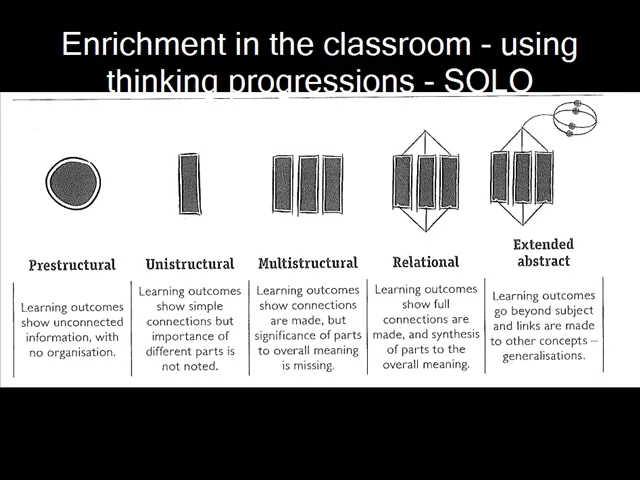 Enrichment in the classroom - using
thinking progressions - SOLO
Prestructural
Learning outcomes
show unconnected
information, with
no organisation.
Unistructural
Learning outcomes
show simple
connections but
importance of
different parts is
not noted.
Multistructural
Learning outcomes
show connections
are made, but
significance of parts
to overall meaning
is missing.
Relational
Learning outcomes
show full
connections are
made, and synthesis
of parts to the
overall meaning.
Extended
abstract
Learning outcomes
go beyond subject
and links are made
to other concepts –
generalisations.